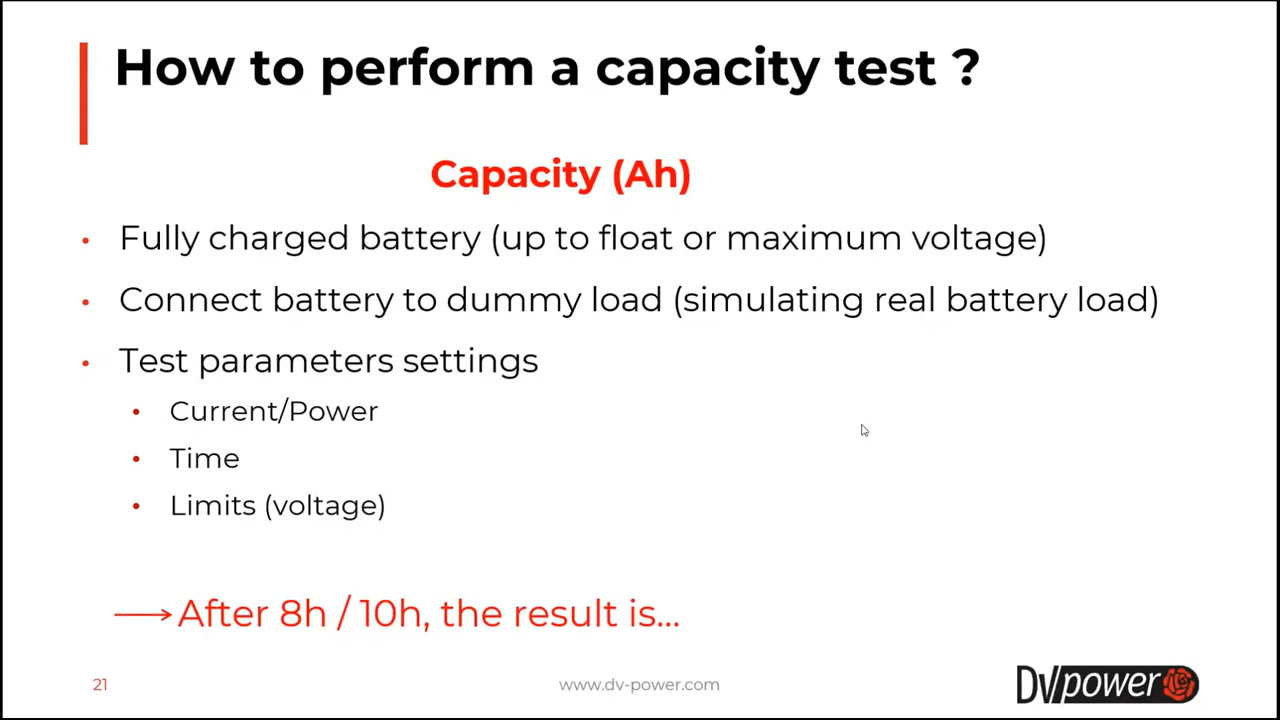 How to perform a capacity test ?
Capacity (Ah)
• Fully charged battery (up to float or maximum voltage)
• Connect battery to dummy load (simulating real battery load)
• Test parameters settings
• Current/Power
• Time
• Limits (voltage)
→ After 8h / 10h, the result is...
21
www.dv-power.com
DV power